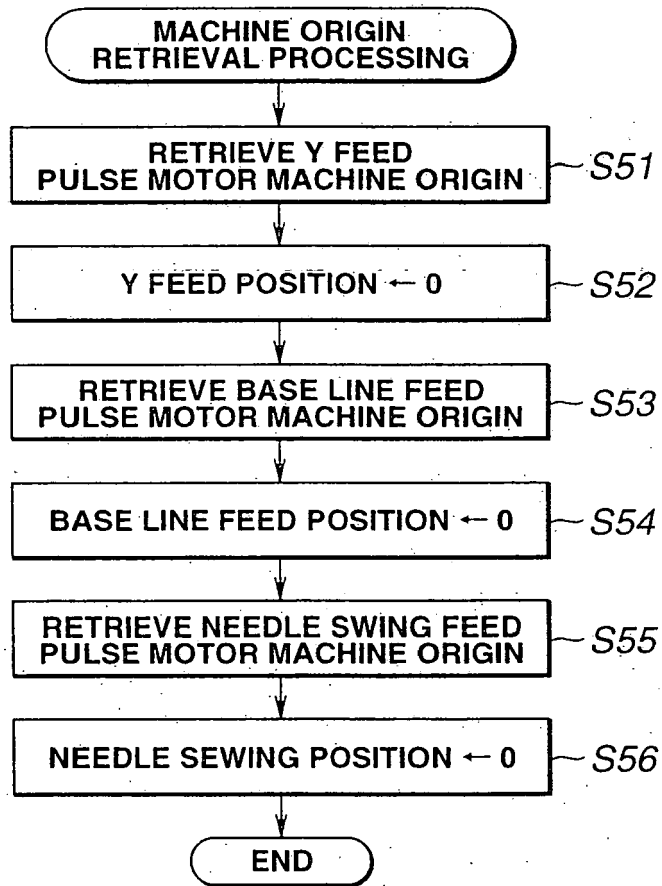 MACHINE ORIGIN
RETRIEVAL PROCESSING
RETRIEVE Y FEED
PULSE MOTOR MACHINE ORIGIN
S51
Y FEED POSITION ← 0
S52
RETRIEVE BASE LINE FEED
PULSE MOTOR MACHINE ORIGIN
S53
BASE LINE FEED POSITION ← 0
S54
RETRIEVE NEEDLE SWING FEED
PULSE MOTOR MACHINE ORIGIN
S55
NEEDLE SEWING POSITION ← 0
S56
END